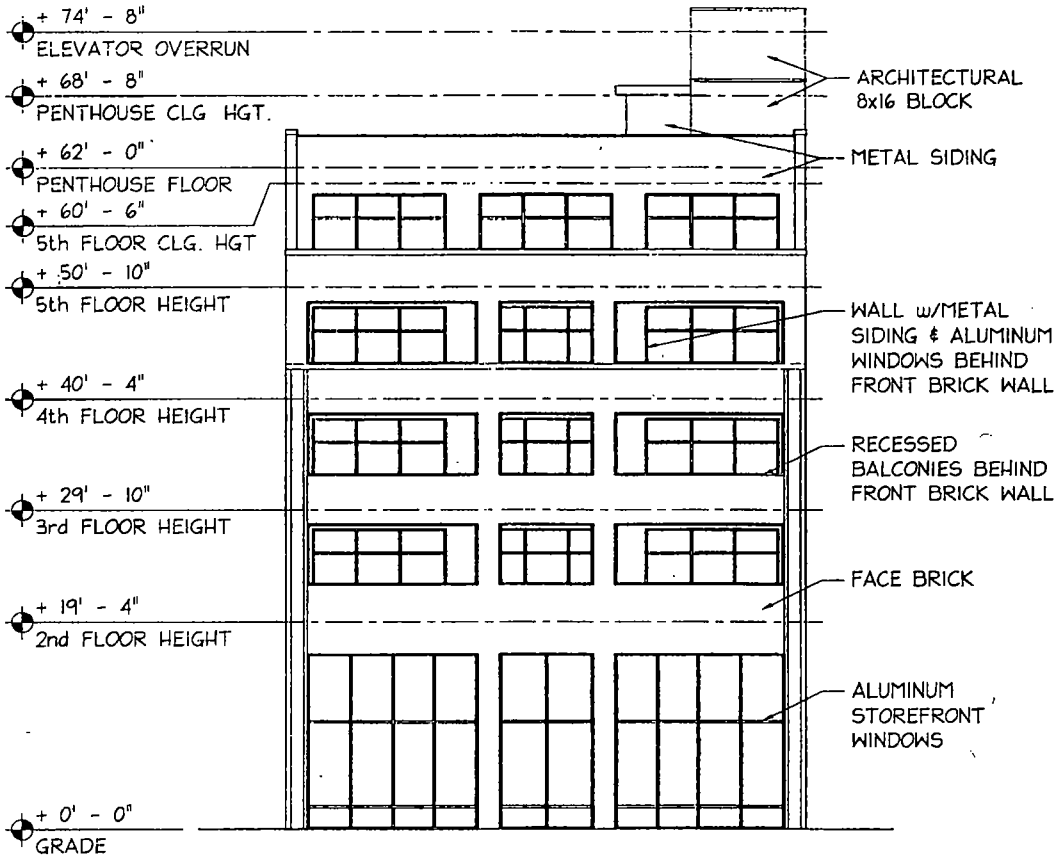 + 74' - 8"
ELEVATOR OVERRUN
+ 68' - 8"
PENTHOUSE CLG HGT.
+ 62' - 0"
PENTHOUSE FLOOR
+ 60' - 6"
5th FLOOR CLG. HGT
+ 50' - 10"
5th FLOOR HEIGHT
+ 40' - 4"
4th FLOOR HEIGHT
+ 29' - 10"
3rd FLOOR HEIGHT
+ 19' - 4"
2nd FLOOR HEIGHT
+ 0' - 0"
GRADE
ARCHITECTURAL
8x16 BLOCK
METAL SIDING
WALL w/METAL
SIDING & ALUMINUM
WINDOWS BEHIND
FRONT BRICK WALL
RECESSED
BALCONIES BEHIND
FRONT BRICK WALL
FACE BRICK
ALUMINUM
STOREFRONT
WINDOWS